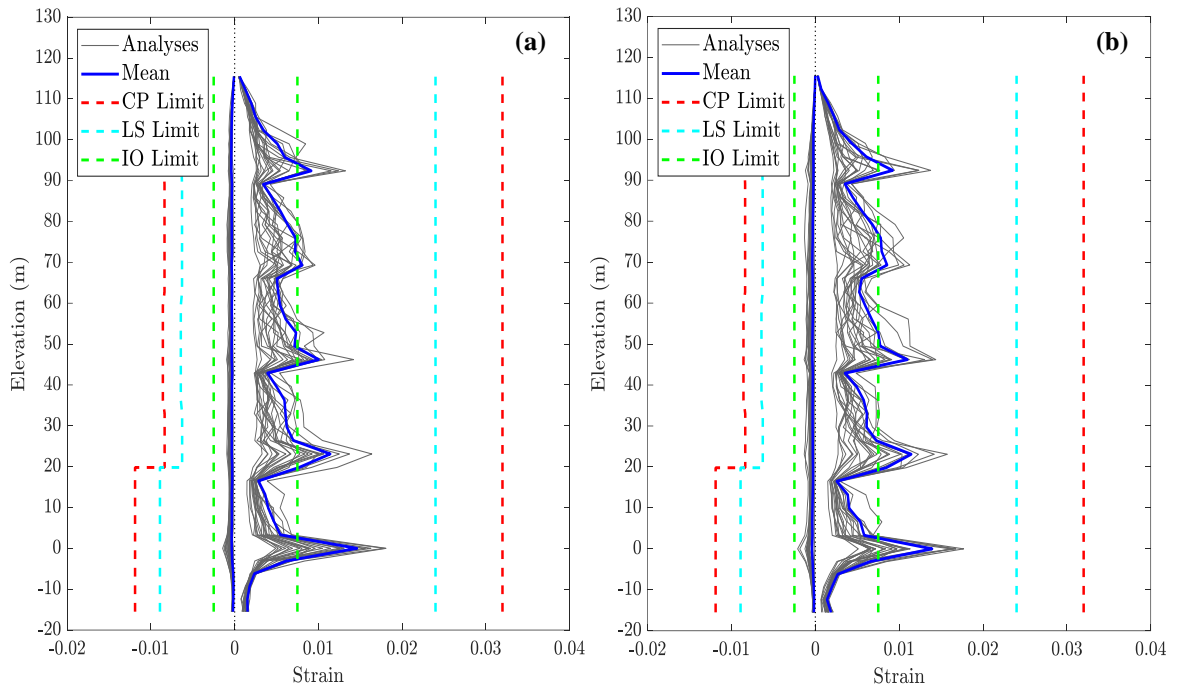 (a)
Analyses
Mean
CP Limit
LS Limit
IO Limit
130
120
110
100
90
80
70
60
50
40
30
20
10
0
-10
-20
Elevation (m)
-0.02
-0.01
0
0.01
0.02
0.03
0.04
Strain
(b)
Analyses
Mean
CP Limit
LS Limit
IO Limit
130
120
110
100
90
80
70
60
50
40
30
20
10
0
-10
-20
Elevation (m)
-0.02
-0.01
0
0.01
0.02
0.03
0.04
Strain